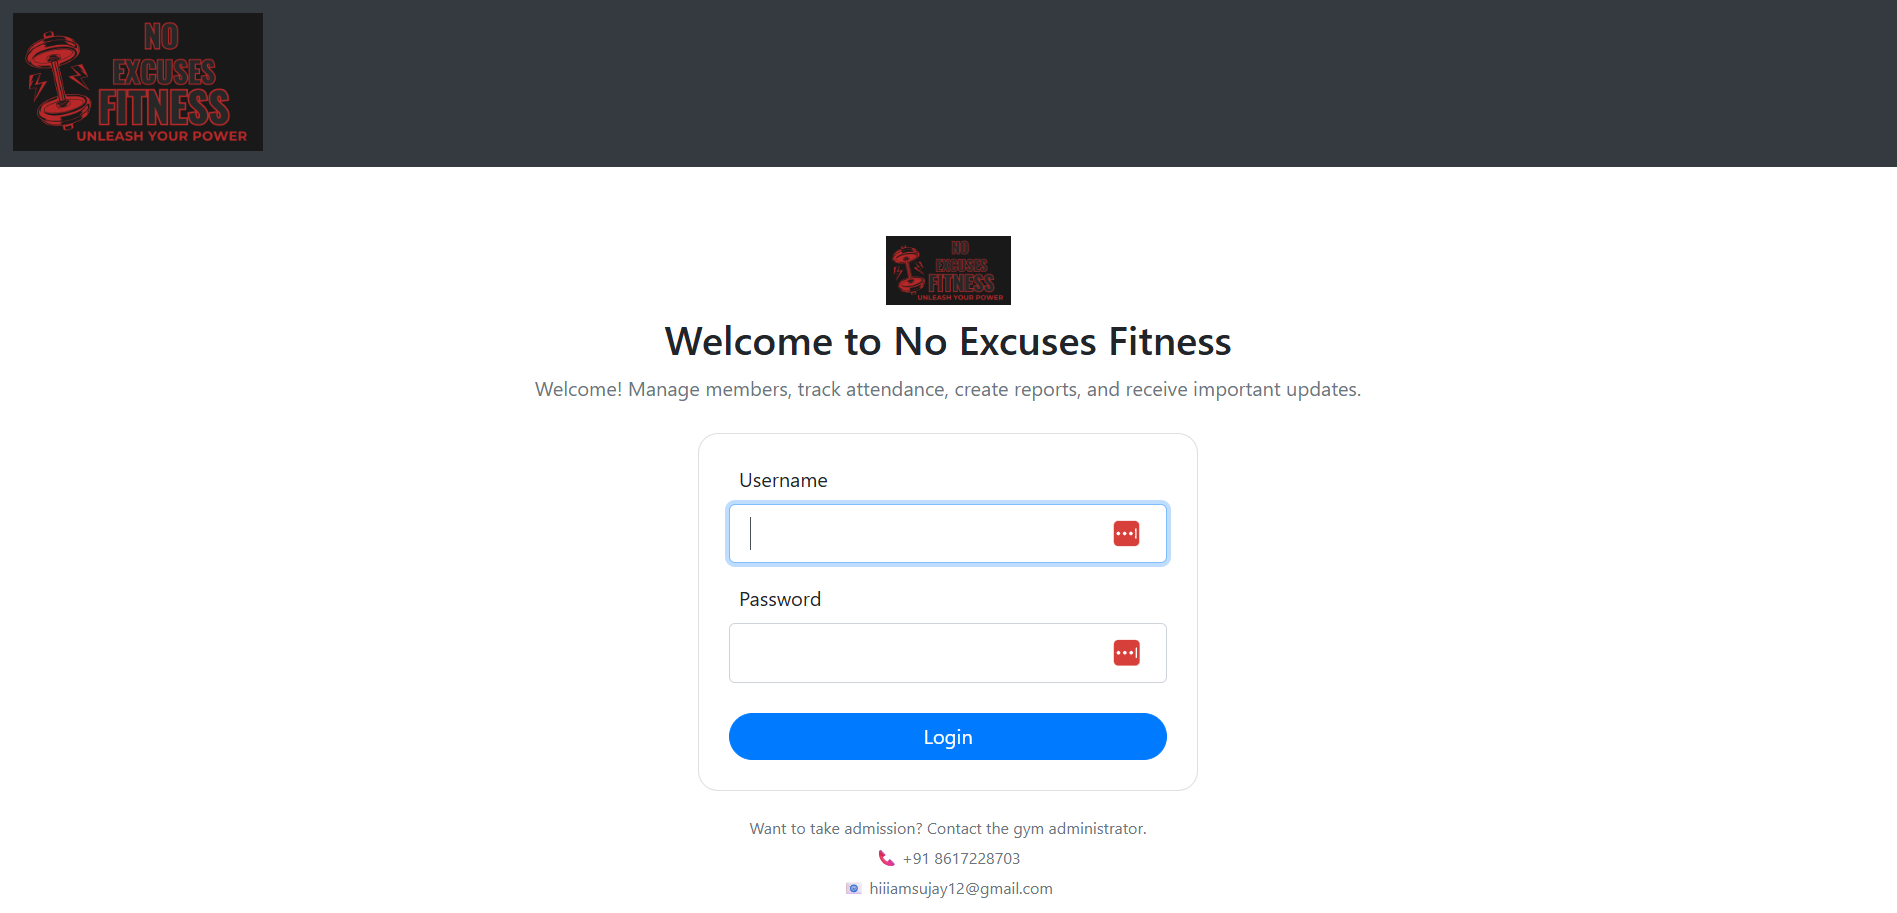 NO
EXCUSES
FITNESS
UNLEASH YOUR POWER
NO
EXCUSES
FITNESS
UNLEASH YOUR POWER
Welcome to No Excuses Fitness
Welcome! Manage members, track attendance, create reports, and receive important updates.
Username
Password
Login
Want to take admission? Contact the gym administrator.
+91 8617228703
hiiiamsujay12@gmail.com